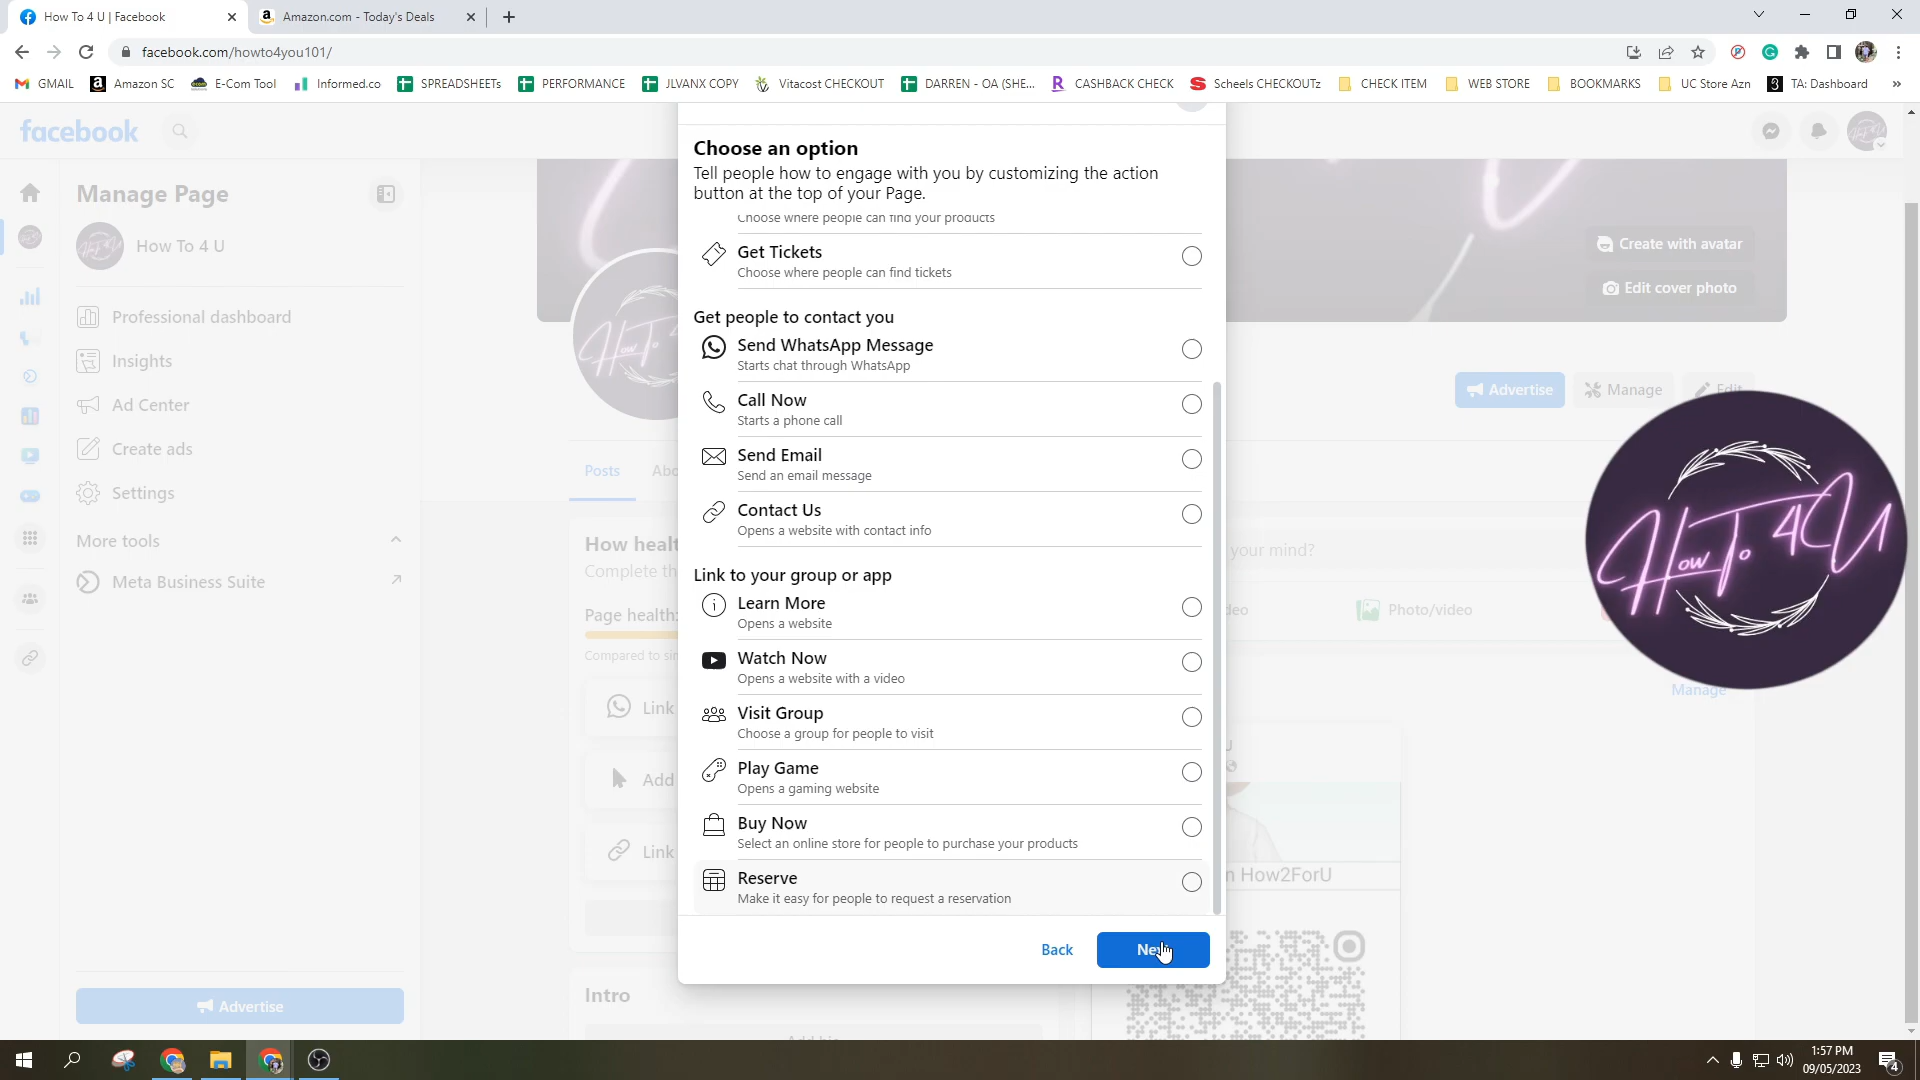 How To 4 U | Facebook
Amazon.com - Today's Deals
facebook.com/howto4you101/
GMAIL
Amazon SC
E-Com Tool
Informed.co
SPREADSHEETs
PERFORMANCE
JLVANX COPY
Vitacost CHECKOUT
DARREN - OA (SHE...
CASHBACK CHECK
Scheels CHECKOUTz
CHECK ITEM
WEB STORE
BOOKMARKS
UC Store Azn
TA: Dashboard
facebook
Manage Page
How To 4 U
Professional dashboard
Insights
Ad Center
Create ads
Settings
More tools
Meta Business Suite
Advertise
Choose an option
Tell people how to engage with you by customizing the action
button at the top of your Page.
Choose where people can find your products
Get Tickets
Choose where people can find tickets
Get people to contact you
Send WhatsApp Message
Starts chat through WhatsApp
Call Now
Starts a phone call
Send Email
Send an email message
Contact Us
Opens a website with contact info
Link to your group or app
Learn More
Opens a website
Watch Now
Opens a website with a video
Visit Group
Choose a group for people to visit
Play Game
Opens a gaming website
Buy Now
Select an online store for people to purchase your products
Reserve
Make it easy for people to request a reservation
Back
Create with avatar
Edit cover photo
Advertise
Manage
Edit
Posts
Page health:
Link
Add
Link
Intro
your mind?
Photo/video
Manage
How2ForU
How To 4U
1:57 PM
09/05/2023
4